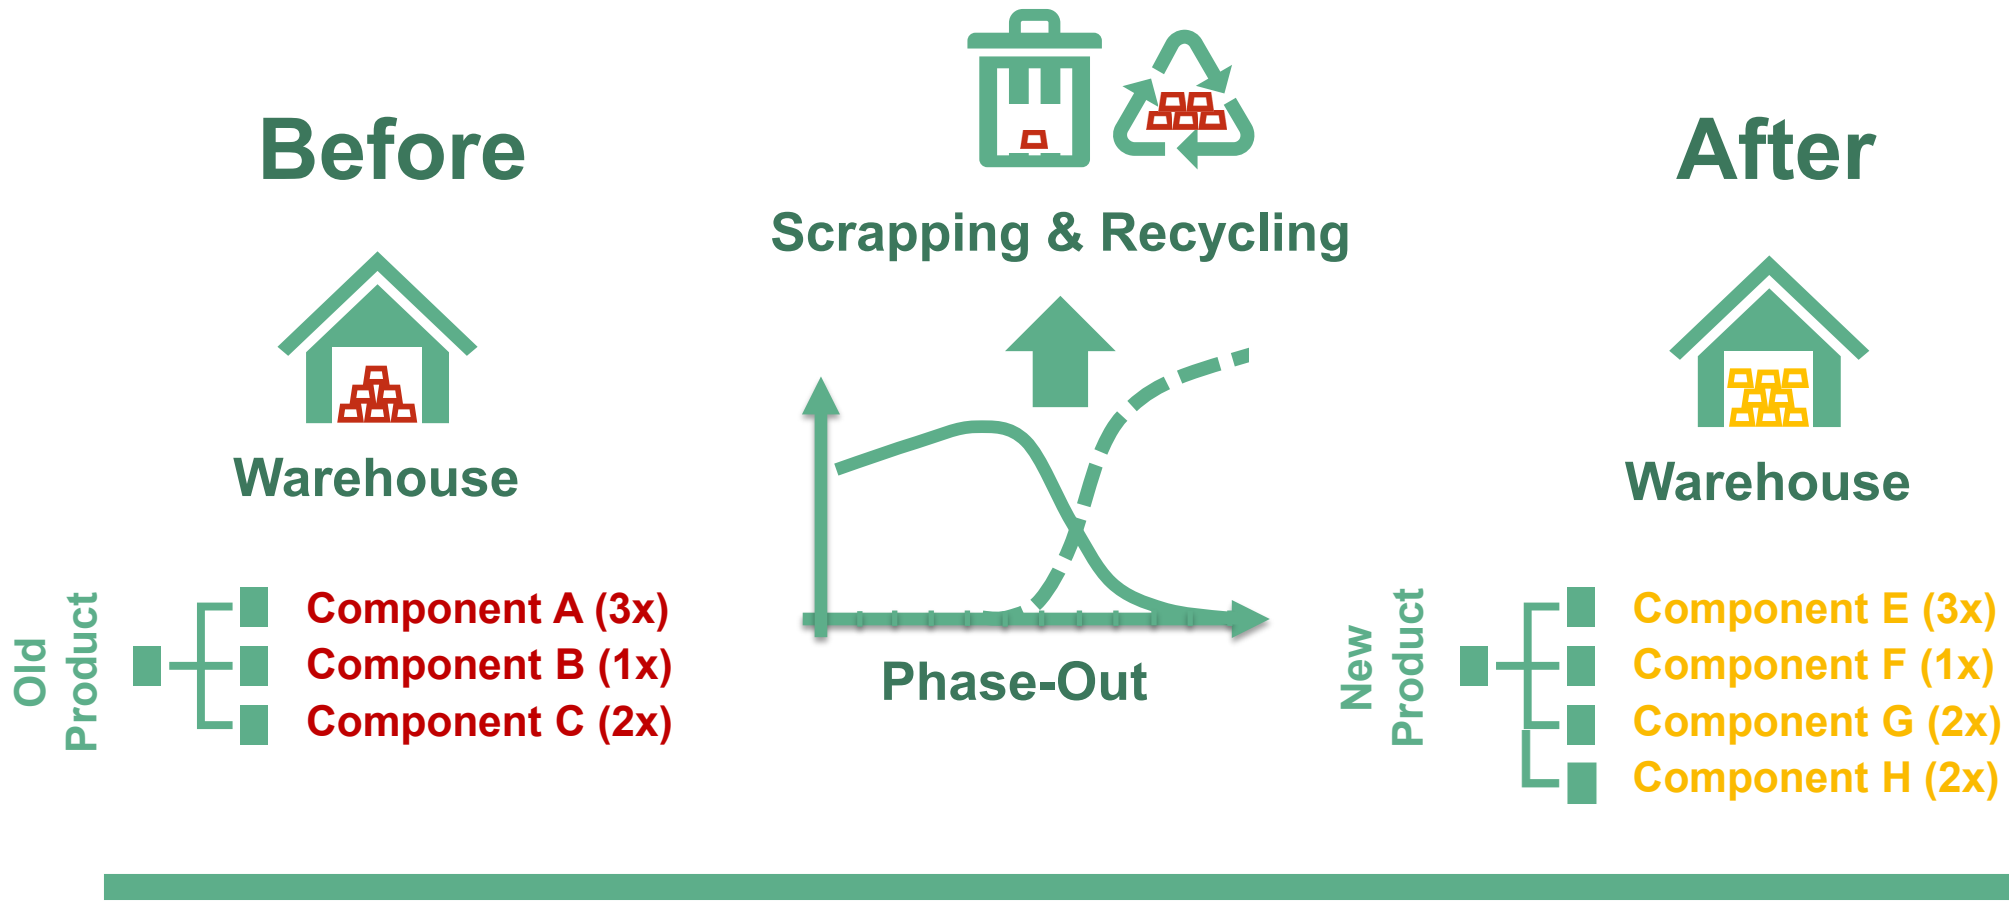 Before
Scrapping & Recycling
After
Warehouse
Warehouse
Old
Product
Component A (3x)
Component B (1x)
Component C (2x)
Phase-Out
New
Product
Component E (3x)
Component F (1x)
Component G (2x)
Component H (2x)